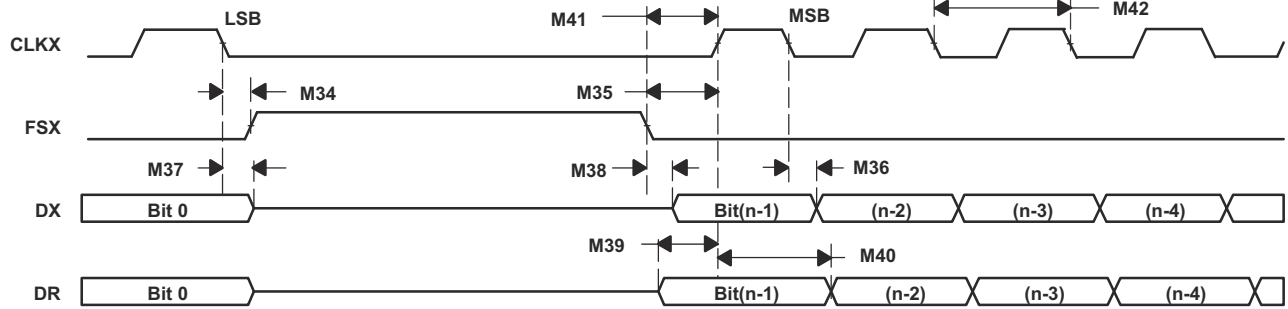 LSB
M41
MSB
M42
CLKX
M34
M35
FSX
M37
M38
M36
DX
Bit 0
Bit(n-1)
(n-2)
(n-3)
(n-4)
M39
M40
DR
Bit 0
Bit(n-1)
(n-2)
(n-3)
(n-4)